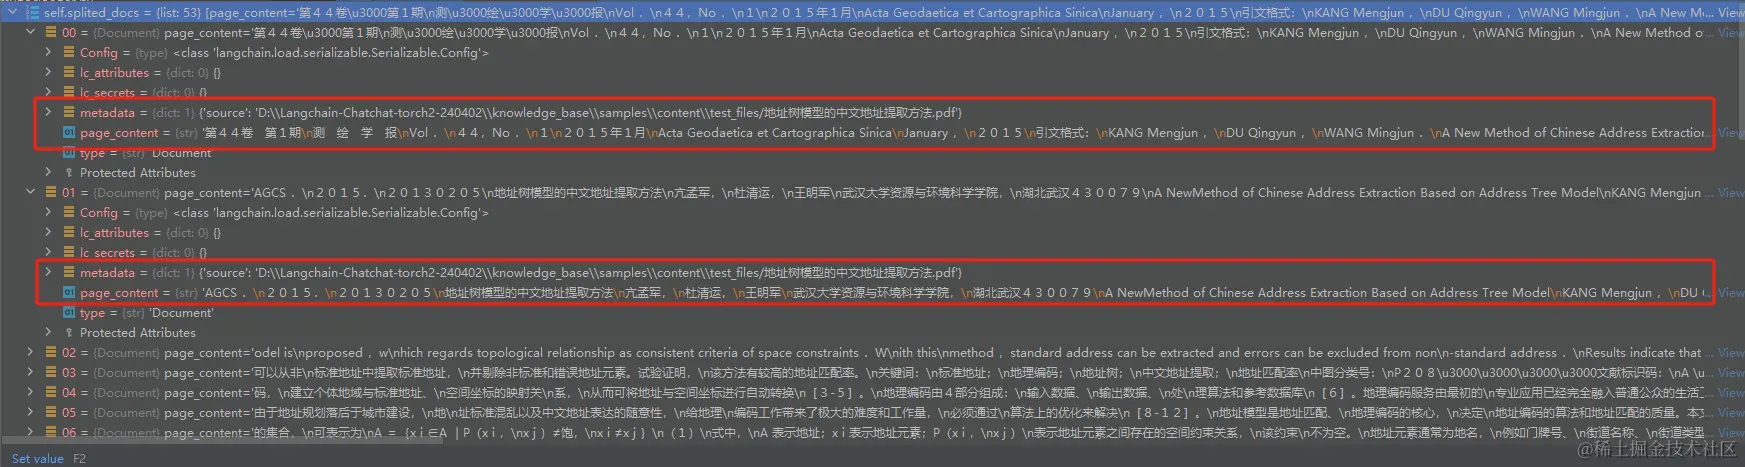 self.splited_docs = {list: 53} [page_content='第４４卷\u3000第１期\n测\u3000绘\u3000学\u3000报\nVol．\n４４，No．\n１\n２０１５年１月\nActa Geodaetica et Cartographica Sinica\nJanuary，\n２０１５\n引文格式：\nKANG Mengjun，\nDU Qingyun，\nWANG Mingjun．\nA New M... View
00 = {Document} page_content='第４４卷\u3000第１期\n测\u3000绘\u3000学\u3000报\nVol．\n４４，No．\n１\n２０１５年１月\nActa Geodaetica et Cartographica Sinica\nJanuary，\n２０１５\n引文格式：\nKANG Mengjun，\nDU Qingyun，\nWANG Mingjun．\nA New Method o... View
Config = {type} <class 'langchain.load.serializable.Serializable.Config'>
lc_attributes = {dict: 0} {}
lc_secrets = {dict: 0} {}
metadata = {dict: 1} {'source': 'D:\\Langchain-Chatchat-torch2-240402\\knowledge_base\\samples\\content\\test_files/地址树模型的中文地址提取方法.pdf'}
page_content = {str} '第４４卷　第１期\n测　绘　学　报\nVol．\n４４，No．\n１\n２０１５年１月\nActa Geodaetica et Cartographica Sinica\nJanuary，\n２０１５\n引文格式：\nKANG Mengjun，\nDU Qingyun，\nWANG Mingjun．\nA New Method of Chinese Address Extraction... View
type = {str} 'Document'
Protected Attributes
01 = {Document} page_content='AGCS．\n２０１５．\n２０１３０２０５\n地址树模型的中文地址提取方法\n亢孟军，\n杜清运，\n王明军\n武汉大学资源与环境科学学院，\n湖北武汉４３００７９\nA NewMethod of Chinese Address Extraction Based on Address Tree Model\nKANG Mengjun... View
Config = {type} <class 'langchain.load.serializable.Serializable.Config'>
lc_attributes = {dict: 0} {}
lc_secrets = {dict: 0} {}
metadata = {dict: 1} {'source': 'D:\\Langchain-Chatchat-torch2-240402\\knowledge_base\\samples\\content\\test_files/地址树模型的中文地址提取方法.pdf'}
page_content = {str} 'AGCS．\n２０１５．\n２０１３０２０５\n地址树模型的中文地址提取方法\n亢孟军，\n杜清运，\n王明军\n武汉大学资源与环境科学学院，\n湖北武汉４３００７９\nA NewMethod of Chinese Address Extraction Based on Address Tree Model\nKANG Mengjun，\nDU Q... View
type = {str} 'Document'
Protected Attributes
02 = {Document} page_content='odel is\nproposed，w\nhich regards topological relationship as consistent criteria of space constraints．W\nith this\nmethod，standard address can be extracted and errors can be excluded from non\n-standard address．\nResults indicate that ... View
03 = {Document} page_content='可以从非\n标准地址中提取标准地址，\n并剔除非标准和错误地址元素。试验证明，\n该方法有较高的地址匹配率。\n关键词：\n标准地址；\n地理编码；\n地址树；\n中文地址提取；\n地址匹配率\n中图分类号：\nP２０８\u3000\u3000\u3000\u3000文献标识码：\nA \u... View
04 = {Document} page_content='码，\n建立个体地域与标准地址、\n空间坐标的映射关\n系，\n从而可将地址与空间坐标进行自动转换\n［3-5］。\n地理编码由４部分组成：\n输入数据、\n输出数据、\n处\n理算法和参考数据库\n［6］。地理编码服务由最初的\n专业应用已经完全融入普通公众的生活... View
05 = {Document} page_content='由于地址规划落后于城市建设，\n地\n址标准混乱以及中文地址表达的随意性，\n给地理\n编码工作带来了极大的难度和工作量，\n必须通过\n算法上的优化来解决\n［8-12］。\n地址模型是地址匹配、\n地理编码的核心，\n决定\n地址编码的算法和地址匹配的质量。本文... View
06 = {Document} page_content='的集合，\n可表示为\nA＝｛xi∈A｜P（xi，\nxj）≠饱，\nxi≠xj｝\n（1）\n式中，\nA 表示地址；xi表示地址元素；P（xi，\nxj）\n表示地址元素之间存在的空间约束关系，\n该约束\n不为空。\n地址元素通常为地名，\n例如门牌号、\n街道名称、\n街道类型... View
Set value F2
@稀土掘金技术社区